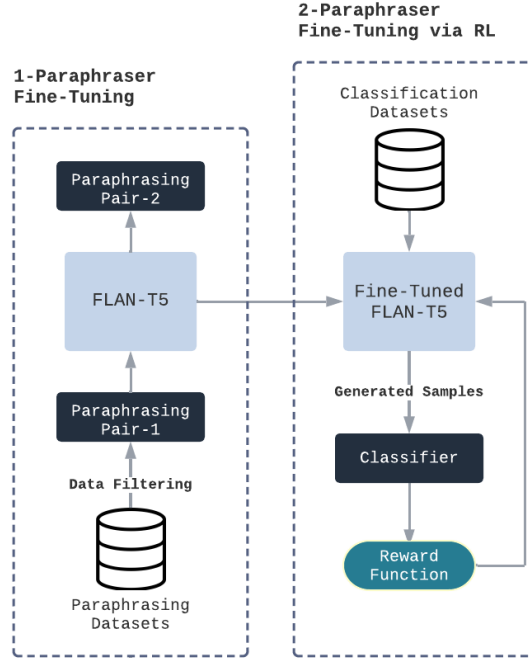 1-Paraphraser
Fine-Tuning
Paraphrasing
Pair-2
FLAN-T5
Paraphrasing
Pair-1
Data Filtering
Paraphrasing
Datasets
2-Paraphraser
Fine-Tuning via RL
Classification
Datasets
Fine-Tuned
FLAN-T5
Generated Samples
Classifier
Reward
Function